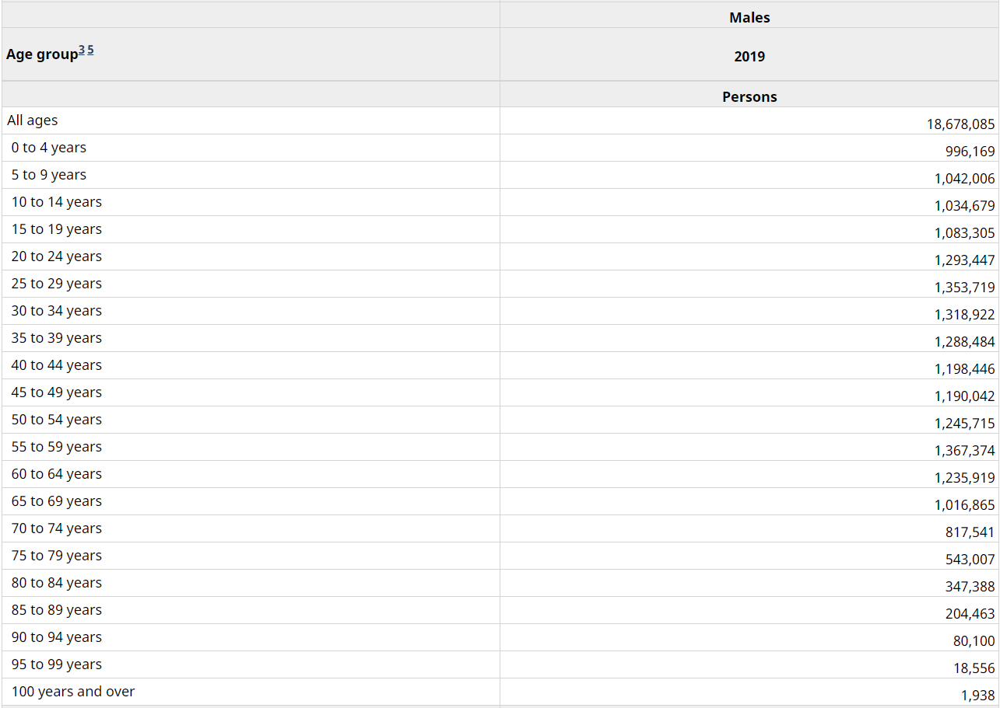 Males
Age group3 5 2019
Persons
All ages 18,678,085
0 to 4 years 996,169
5 to 9 years 1,042,006
10 to 14 years 1,034,679
15 to 19 years 1,083,305
20 to 24 years 1,293,447
25 to 29 years 1,353,719
30 to 34 years 1,318,922
35 to 39 years 1,288,484
40 to 44 years 1,198,446
45 to 49 years 1,190,042
50 to 54 years 1,245,715
55 to 59 years 1,367,374
60 to 64 years 1,235,919
65 to 69 years 1,016,865
70 to 74 years 817,541
75 to 79 years 543,007
80 to 84 years 347,388
85 to 89 years 204,463
90 to 94 years 80,100
95 to 99 years 18,556
100 years and over 1,938